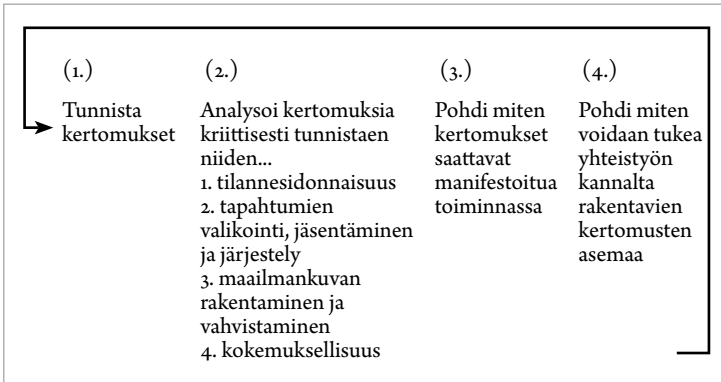 (1.)
Tunnista
kertomukset
(2.)
Analysoi kertomuksia
kriittisesti tunnistaen
niiden...
1. tilannesidonnaisuus
2. tapahtumien
valikointi, jäsentäminen
ja järjestely
3. maailmankuvan
rakentaminen ja
vahvistaminen
4. kokemuksellisuus
(3.)
Pohdi miten
kertomukset
saattavat
manifestoitua
toiminnassa
(4.)
Pohdi miten
voidaan tukea
yhteistyön
kannalta
rakentavien
kertomusten
asemaa